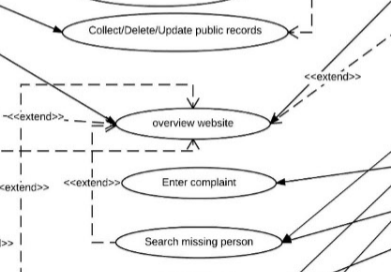 Collect/Delete/Update public records
<<extend>>
<<extend>>
overview website
<extend>>
<<extend>>
Enter complaint
Search missing person
>>